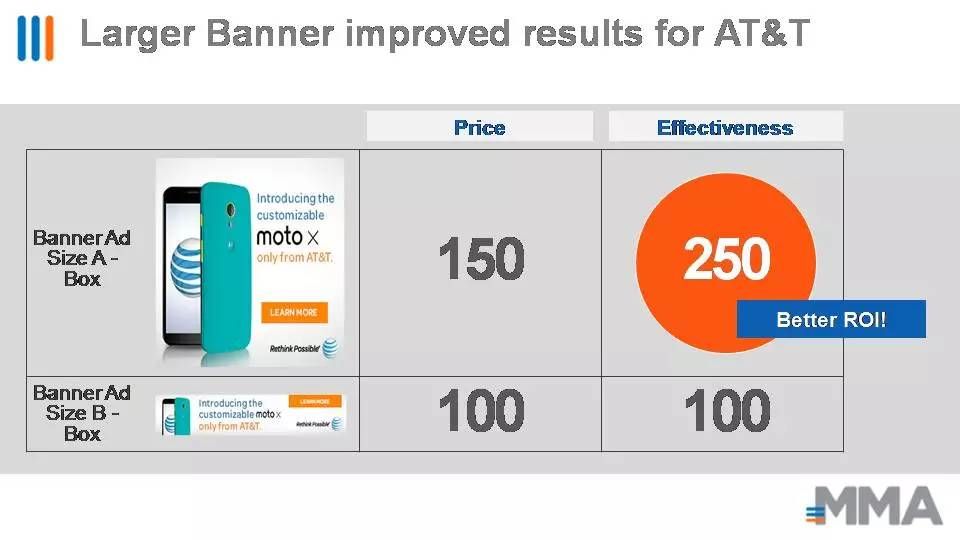 Larger Banner improved results for AT&T
Price
Effectiveness
Banner Ad
Size A -
Box
Introducing the
customizable
moto x
only from AT&T.
LEARN MORE
Rethink Possible
150
250
Better ROI!
Banner Ad
Size B -
Box
Introducing the
customizable moto x
only from AT&T.
LEARN MORE
Rethink Possible
100
100
MMA